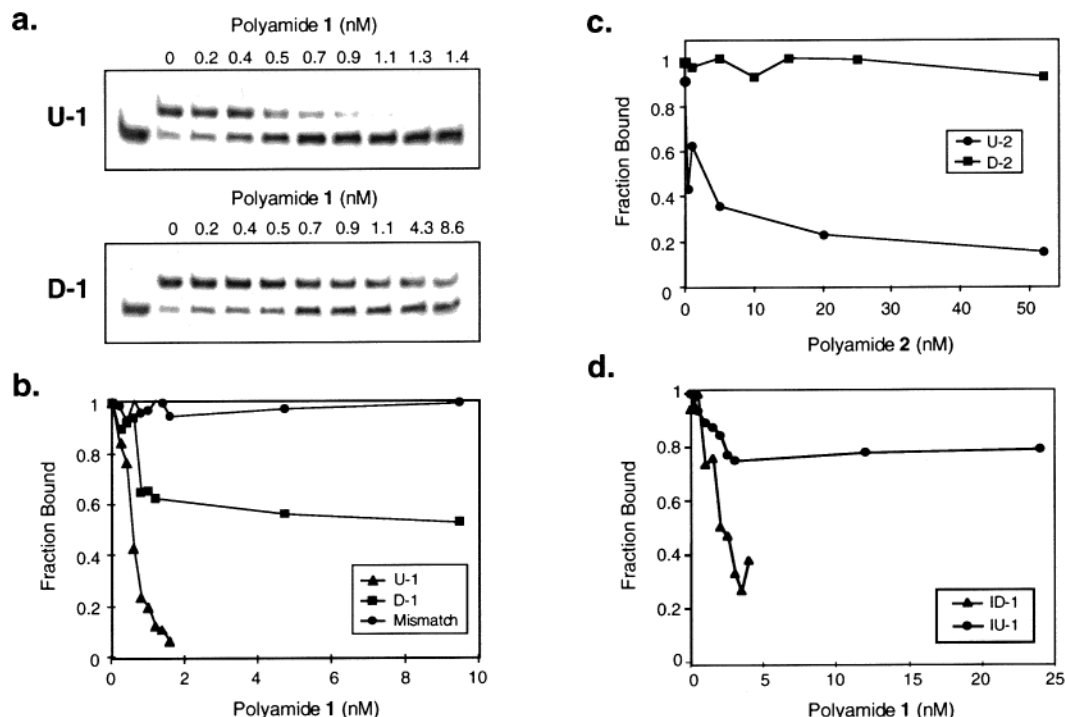 a.
Polyamide 1 (nM)
0 0.2 0.4 0.5 0.7 0.9 1.1 1.3 1.4
U-1
Polyamide 1 (nM)
0 0.2 0.4 0.5 0.7 0.9 1.1 4.3 8.6
D-1
b.
Fraction Bound
1
0.8
0.6
0.4
0.2
0
0 2 4 6 8 10
U-1
D-1
Mismatch
Polyamide 1 (nM)
c.
Fraction Bound
1
0.8
0.6
0.4
0.2
0
0 10 20 30 40 50
U-2
D-2
Polyamide 2 (nM)
d.
Fraction Bound
1
0.8
0.6
0.4
0.2
0
0 5 10 15 20 25
ID-1
IU-1
Polyamide 1 (nM)